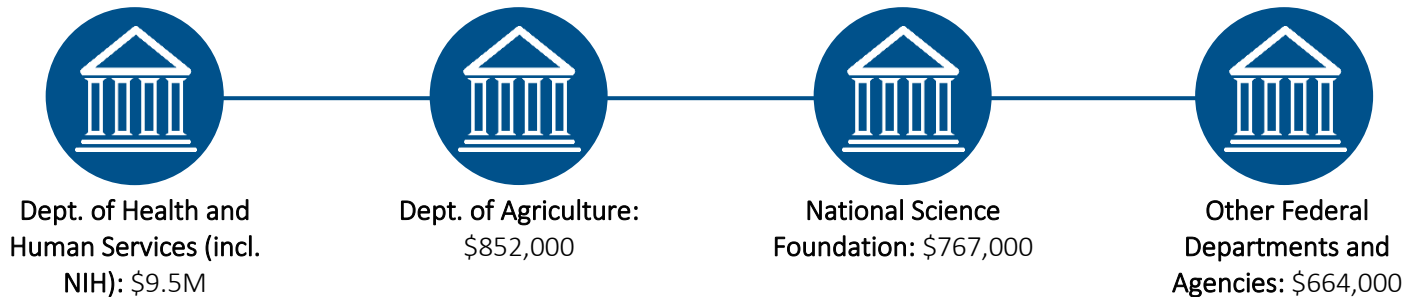 Dept. of Health and
Human Services (incl.
NIH): $9.5M
Dept. of Agriculture:
$852,000
National Science
Foundation: $767,000
Other Federal
Departments and
Agencies: $664,000